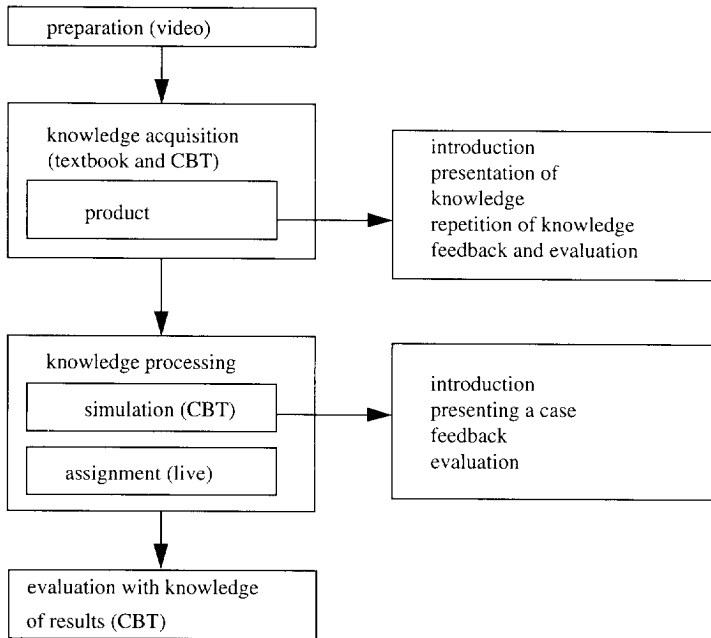 preparation (video)
knowledge acquisition
(textbook and CBT)
product
introduction
presentation of
knowledge
repetition of knowledge
feedback and evaluation
knowledge processing
simulation (CBT)
assignment (live)
introduction
presenting a case
feedback
evaluation
evaluation with knowledge
of results (CBT)